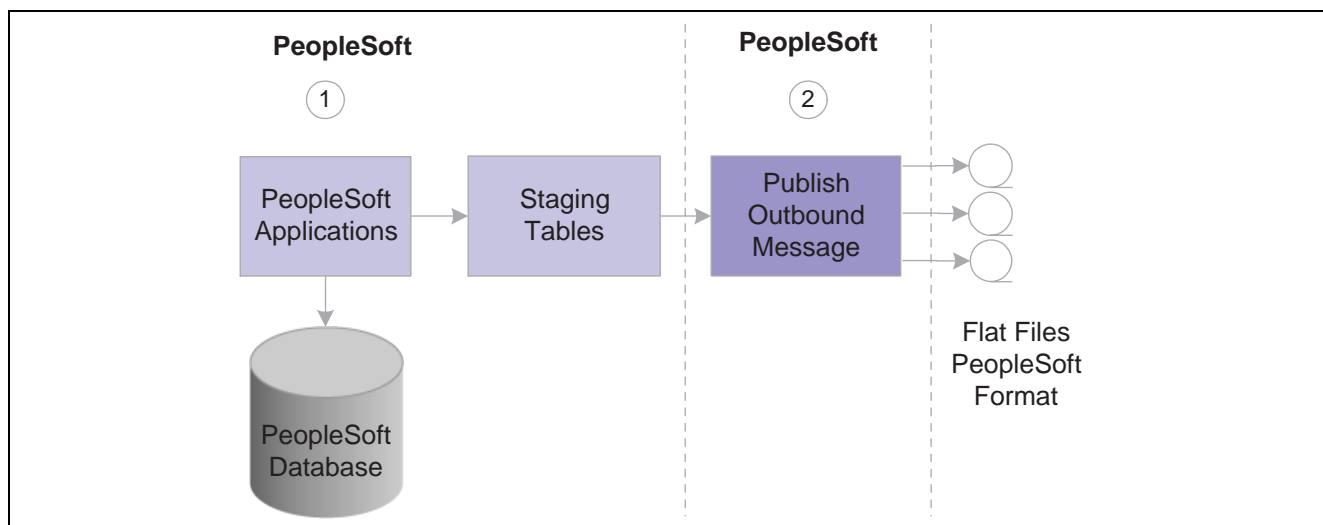 PeopleSoft
PeopleSoft
1
2
PeopleSoft
Applications
Staging
Tables
Publish
Outbound
Message
Flat Files
PeopleSoft
Format
PeopleSoft
Database